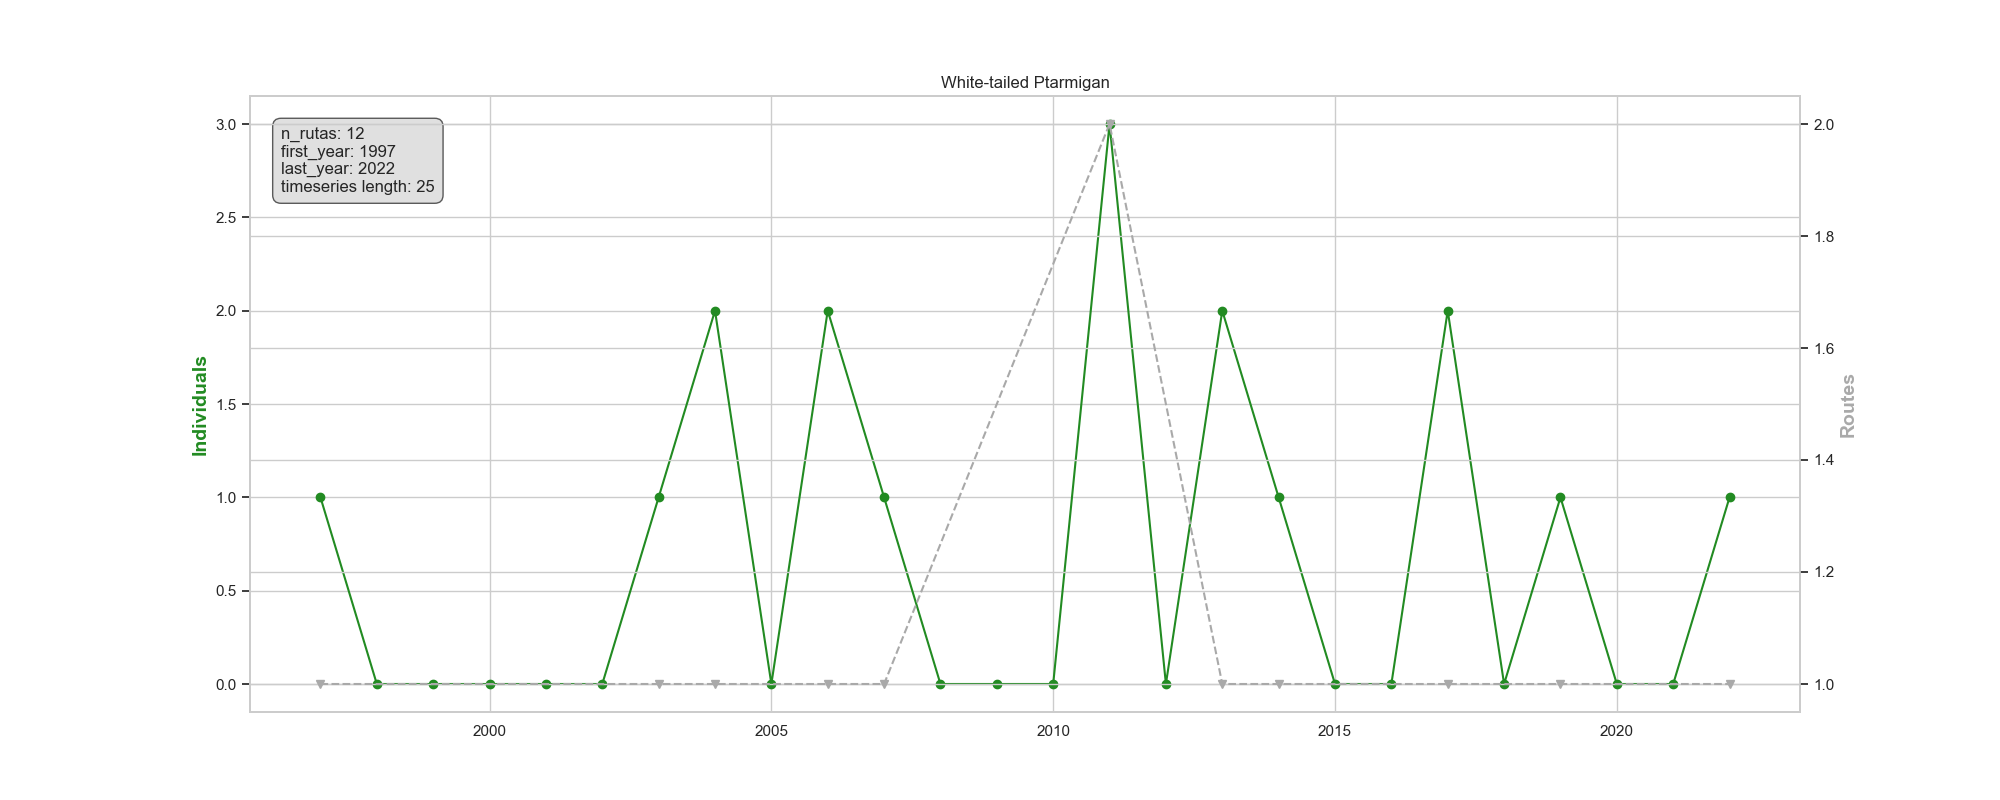 White-tailed Ptarmigan
n_rutas: 12
first_year: 1997
last_year: 2022
timeseries length: 25
Individuals
3.0
2.5
2.0
1.5
1.0
0.5
0.0
2.0
1.8
1.6
1.4
1.2
1.0
Routes
2000 2005 2010 2015 2020